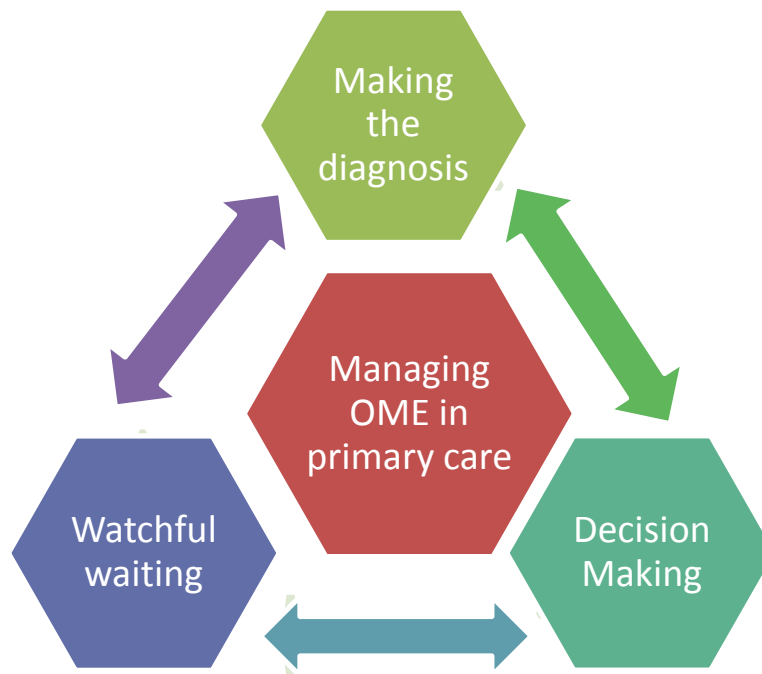 Making
the
diagnosis
Managing
OME in
primary care
Watchful
waiting
Decision
Making